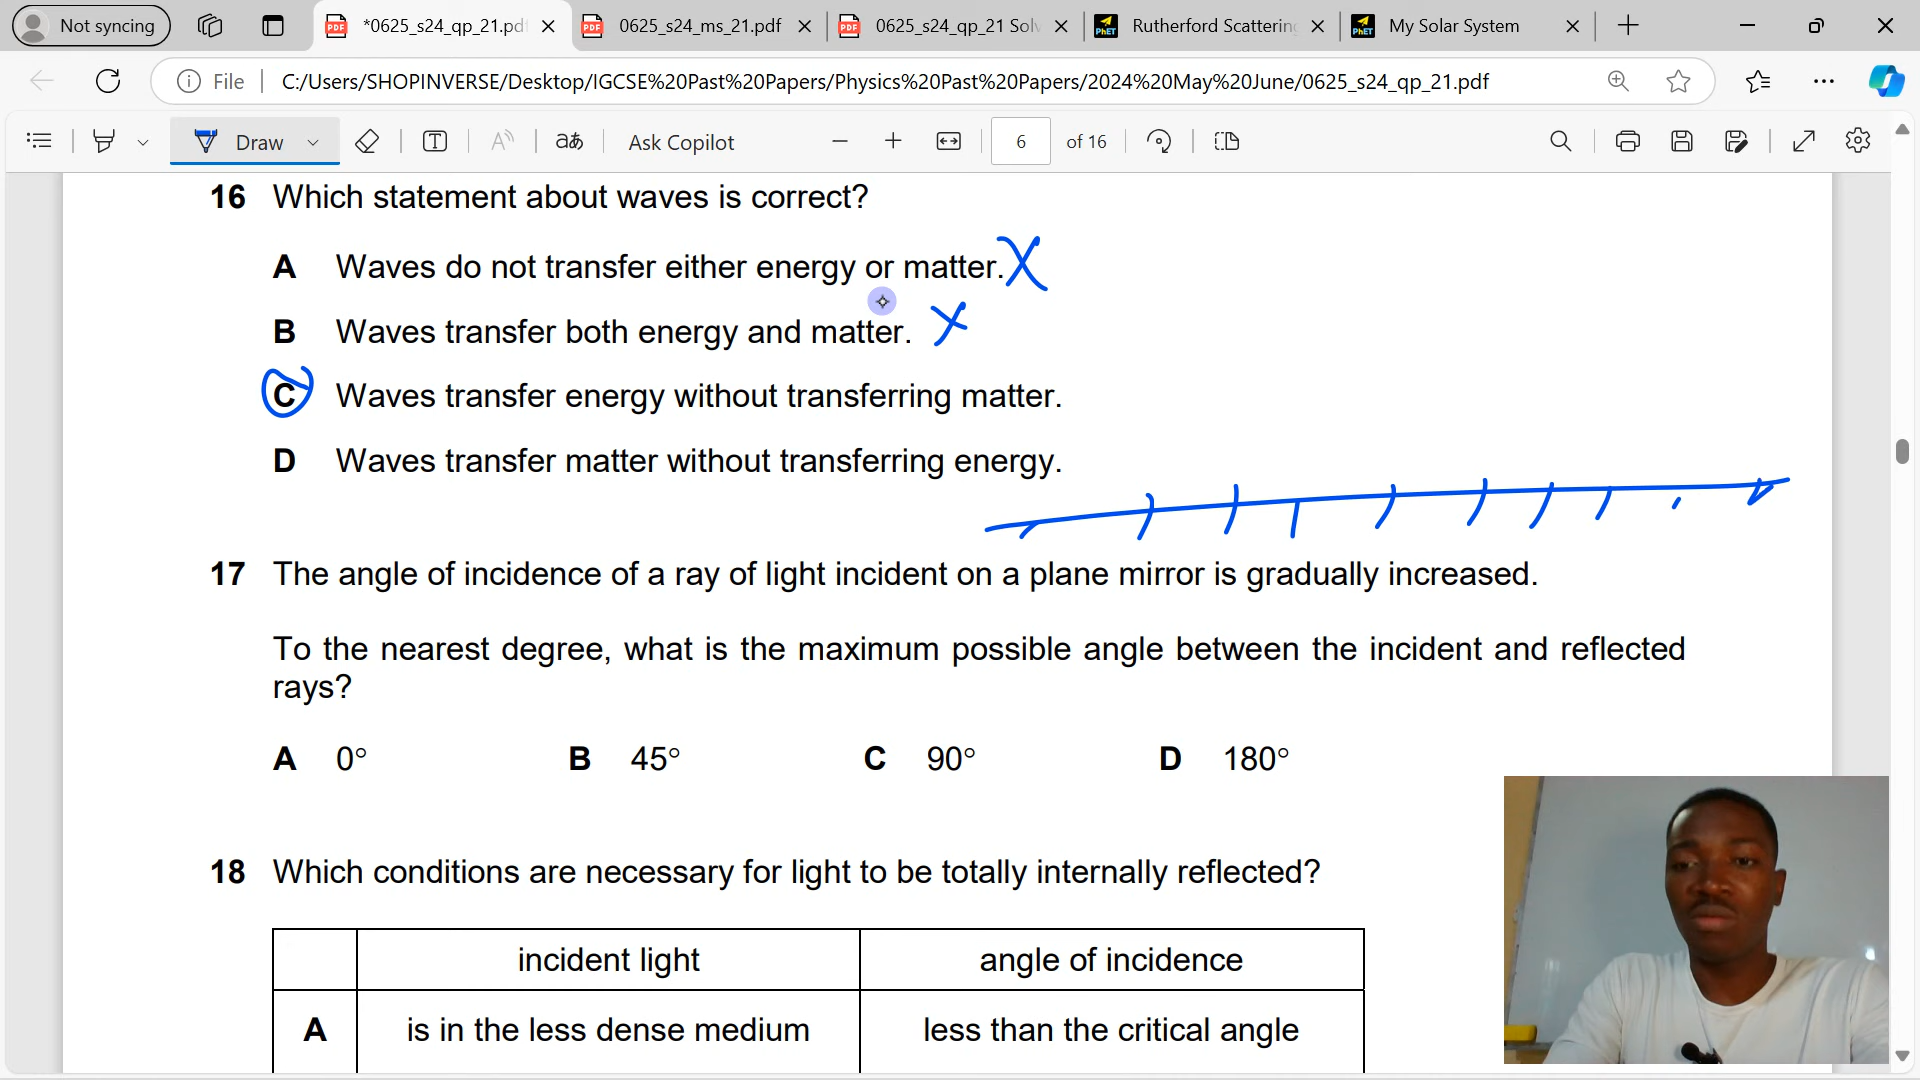 Not syncing
*0625_s24_qp_21.pdf
0625_s24_ms_21.pdf
0625_s24_qp_21 Solv
Rutherford Scattering
My Solar System
File
C:/Users/SHOPINVERSE/Desktop/IGCSE%20Past%20Papers/Physics%20Past%20Papers/2024%20May%20June/0625_s24_qp_21.pdf
Draw
Ask Copilot
6 of 16
16 Which statement about waves is correct?
A Waves do not transfer either energy or matter.
B Waves transfer both energy and matter.
C Waves transfer energy without transferring matter.
D Waves transfer matter without transferring energy.
17 The angle of incidence of a ray of light incident on a plane mirror is gradually increased.
To the nearest degree, what is the maximum possible angle between the incident and reflected
rays?
A 0° B 45° C 90° D 180°
18 Which conditions are necessary for light to be totally internally reflected?
incident light angle of incidence
A is in the less dense medium less than the critical angle